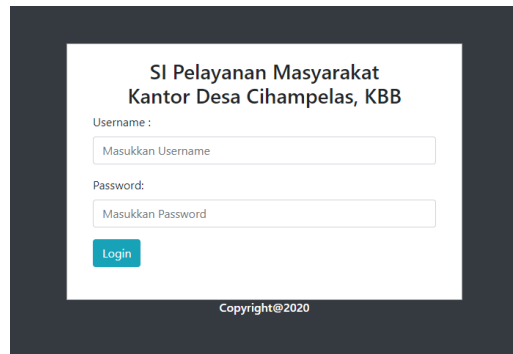 SI Pelayanan Masyarakat
Kantor Desa Cihampelas, KBB
Username :
Masukkan Username
Password:
Masukkan Password
Login
Copyright@2020